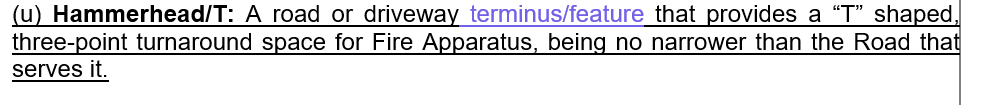 (u) Hammerhead/T: A road or driveway terminus/feature that provides a “T” shaped,
three-point turnaround space for Fire Apparatus, being no narrower than the Road that
serves it.